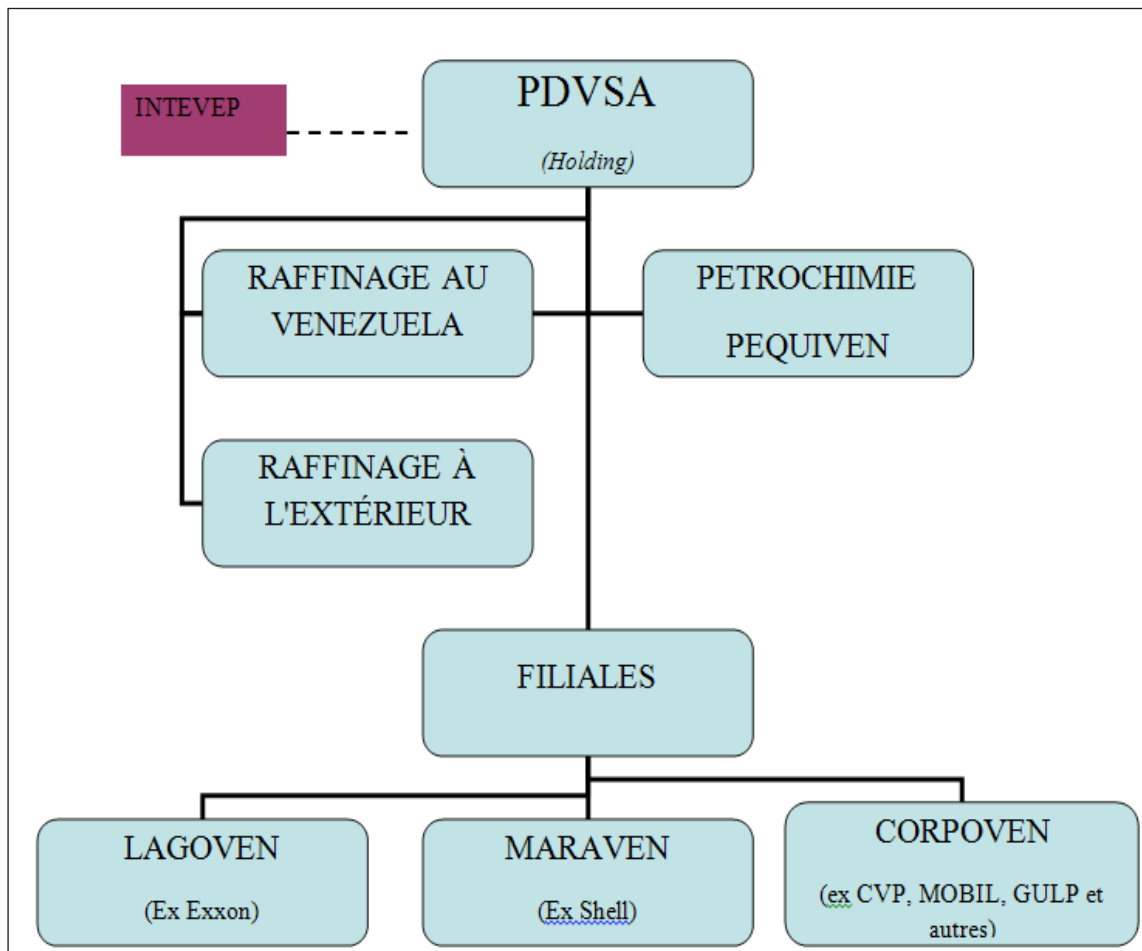 INTEVEP
PDVSA
(Holding)
RAFFINAGE AU
VENEZUELA
PETROCHIMIE
PEQUIVEN
RAFFINAGE À
L'EXTÉRIEUR
FILIALES
LAGOVEN
(Ex Exxon)
MARAVEN
(Ex Shell)
CORPOVEN
(ex CVP, MOBIL, GULP et
autres)